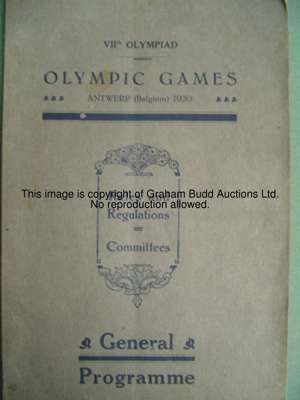 VIIth OLYMPIAD
OLYMPIC GAMES
ANTWERP (Belgium) 1920
This image is copyright of Graham Budd Auctions Ltd.
No reproduction allowed.
Regulations
Committees
General
Programme